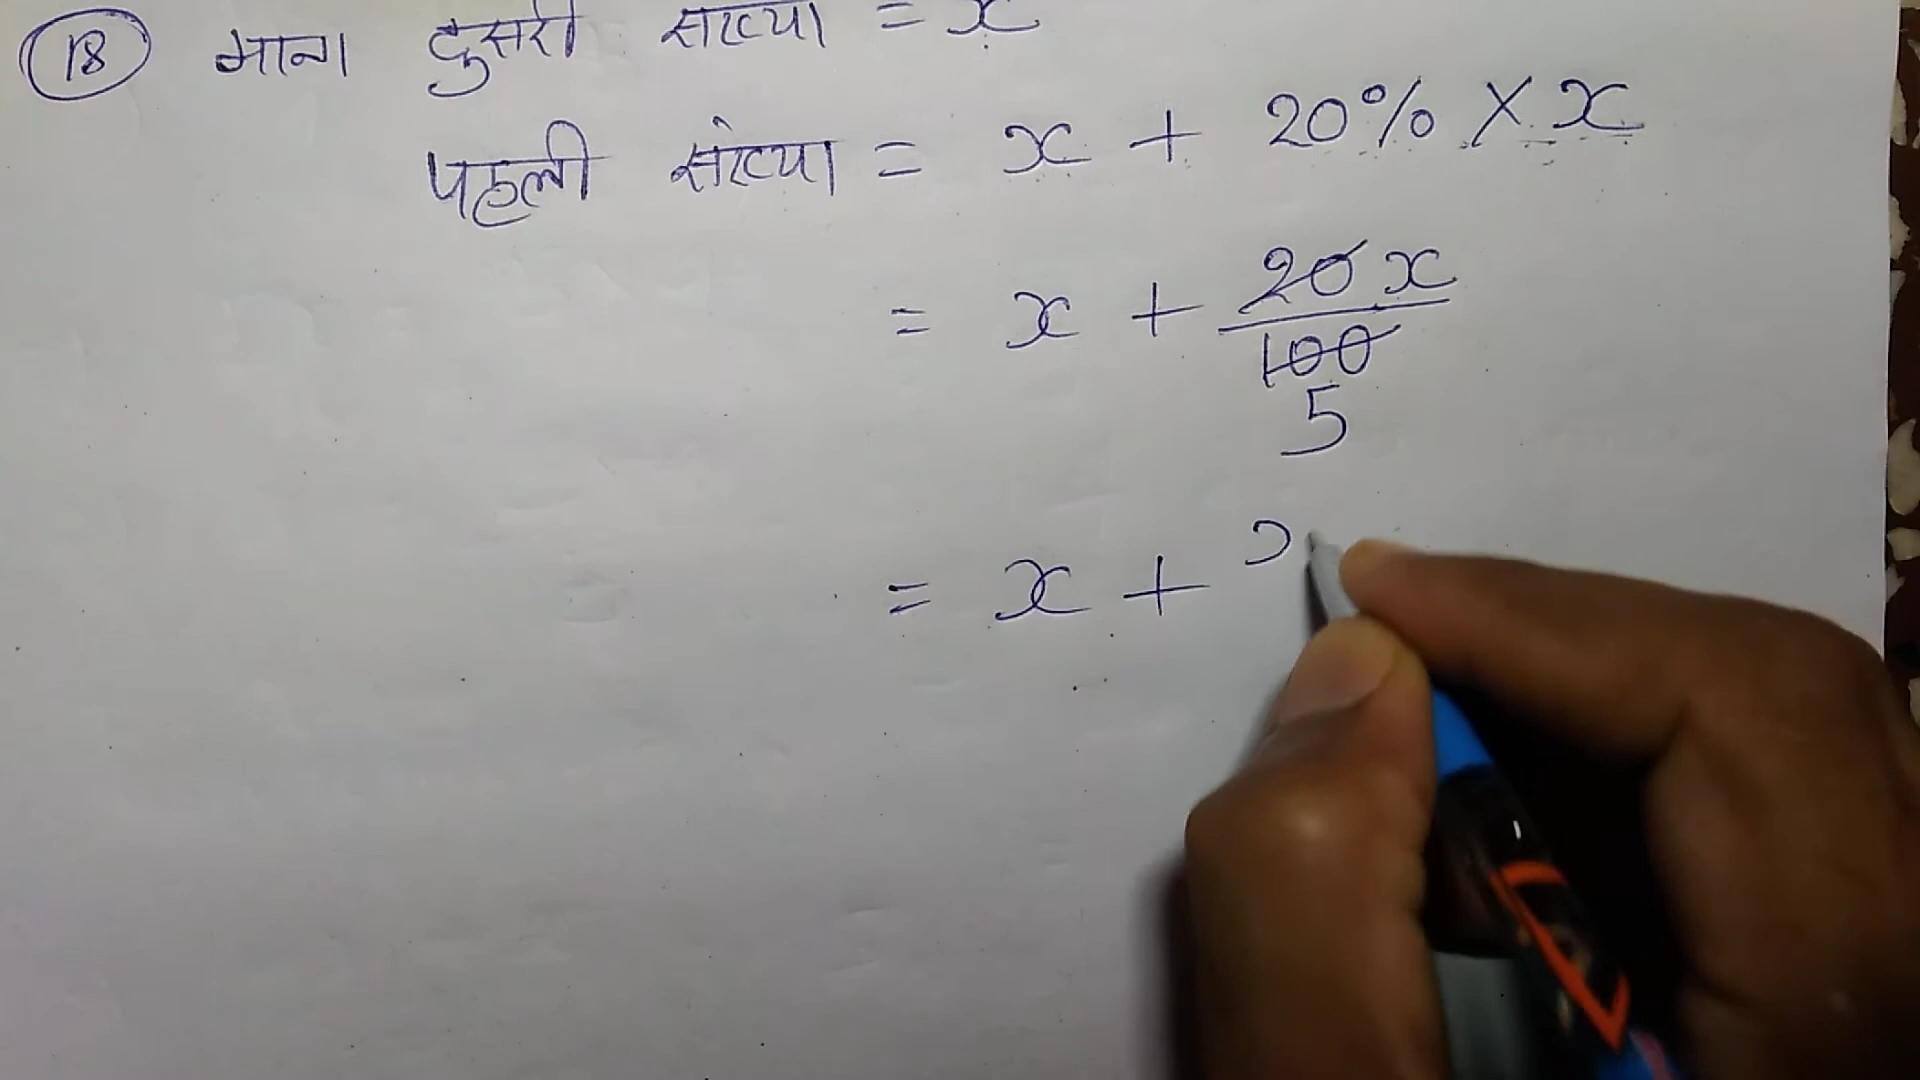 18 माना दुसरी संख्या = x
पहली संख्या = x + 20% × x
= x + 20x
100
5
= x +